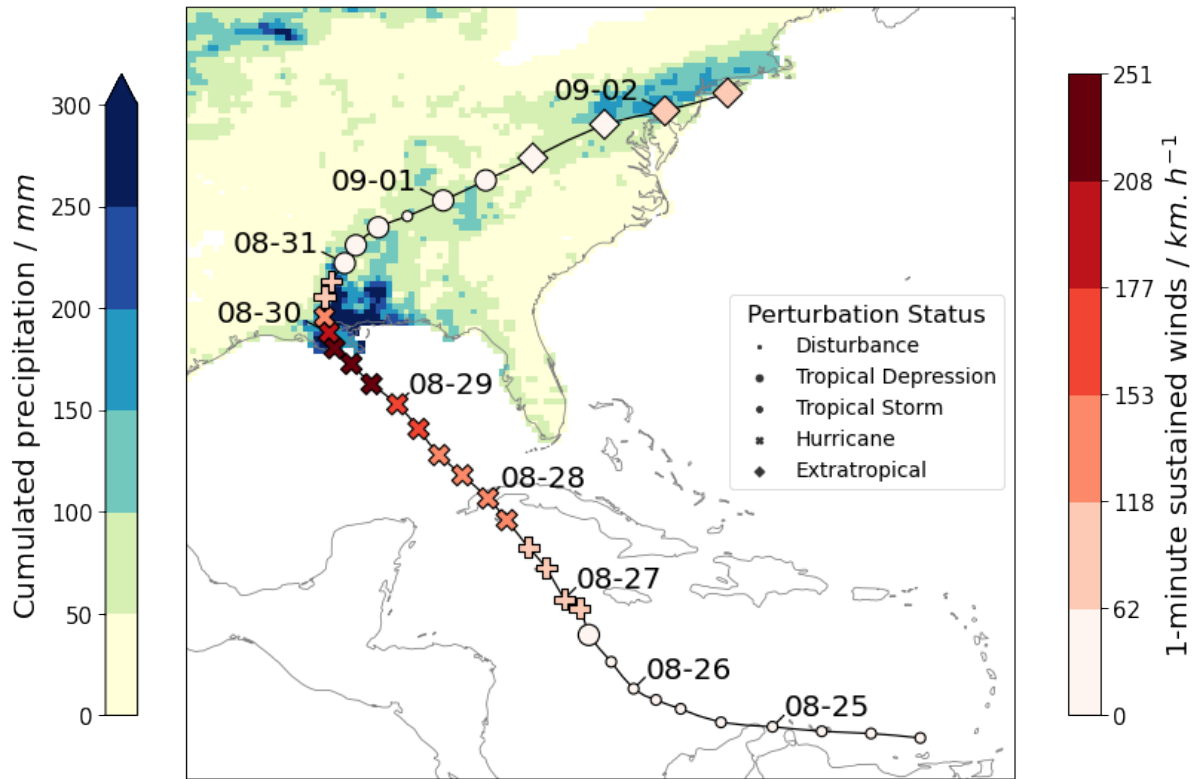 Cumulated precipitation / mm
300
250
200
150
100
50
0
09-02
09-01
08-31
08-30
08-29
08-28
08-27
08-26
08-25
Perturbation Status
Disturbance
Tropical Depression
Tropical Storm
Hurricane
Extratropical
251
208
177
153
118
62
0
1-minute sustained winds / km. h⁻¹